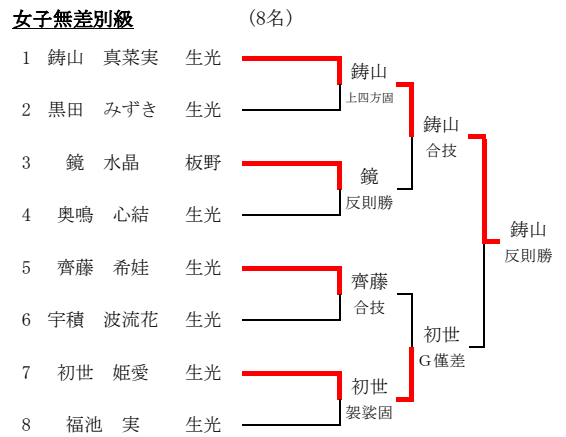 女子無差別級 （8名）
1 鋳山 真菜実 生光
2 黒田 みずき 生光
3 鏡 水晶 板野
4 奥鳴 心結 生光
5 齊藤 希娃 生光
6 宇積 波流花 生光
7 初世 姫愛 生光
8 福池 実 生光
鋳山
上四方固
鏡
反則勝
齊藤
合技
初世
袈裟固
鋳山
合技
初世
Ｇ僅差
鋳山
反則勝